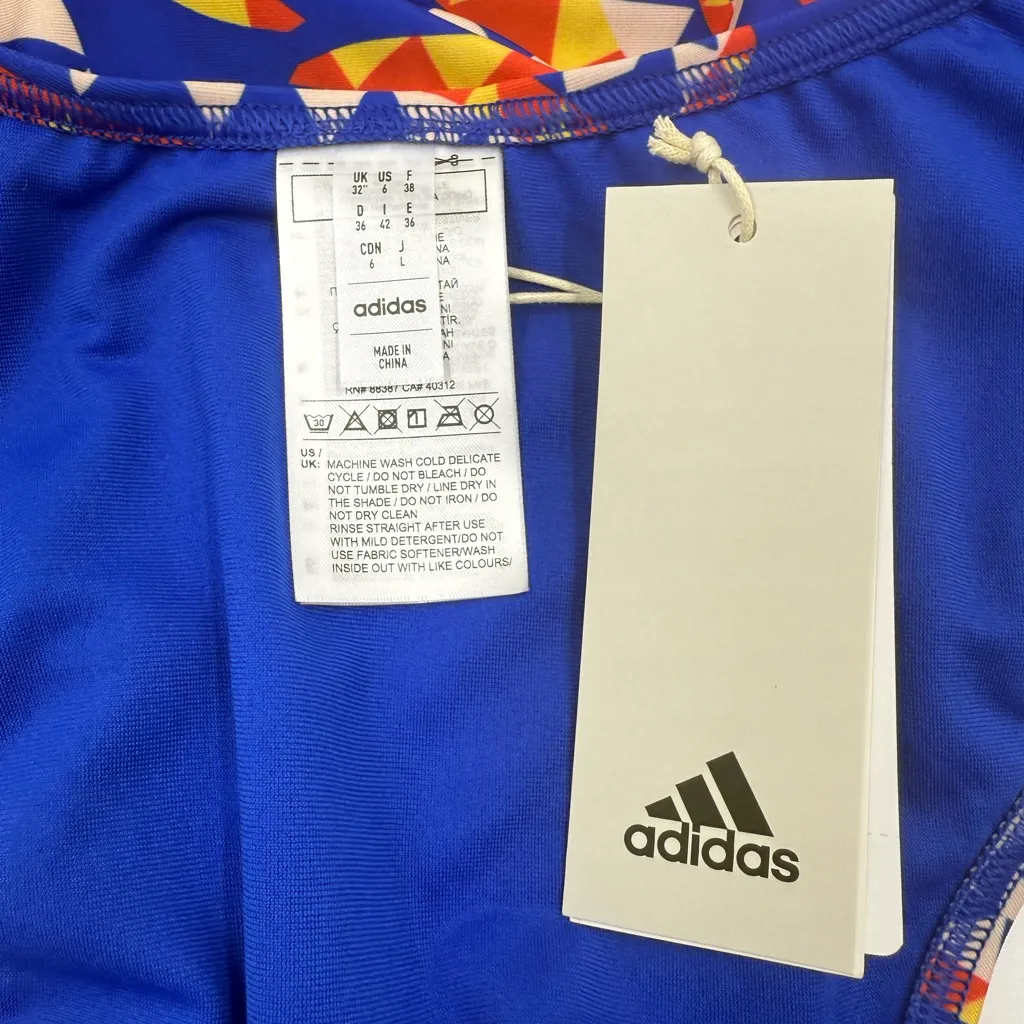 UK US F
32" 6 38
D I E
36 42 36
CDN J
6 L
adidas
MADE IN
CHINA
RN# 88387 CA# 40312
30
US /
UK: MACHINE WASH COLD DELICATE
CYCLE / DO NOT BLEACH / DO
NOT TUMBLE DRY / LINE DRY IN
THE SHADE / DO NOT IRON / DO
NOT DRY CLEAN
RINSE STRAIGHT AFTER USE
WITH MILD DETERGENT/DO NOT
USE FABRIC SOFTENER/WASH
INSIDE OUT WITH LIKE COLOURS/
adidas